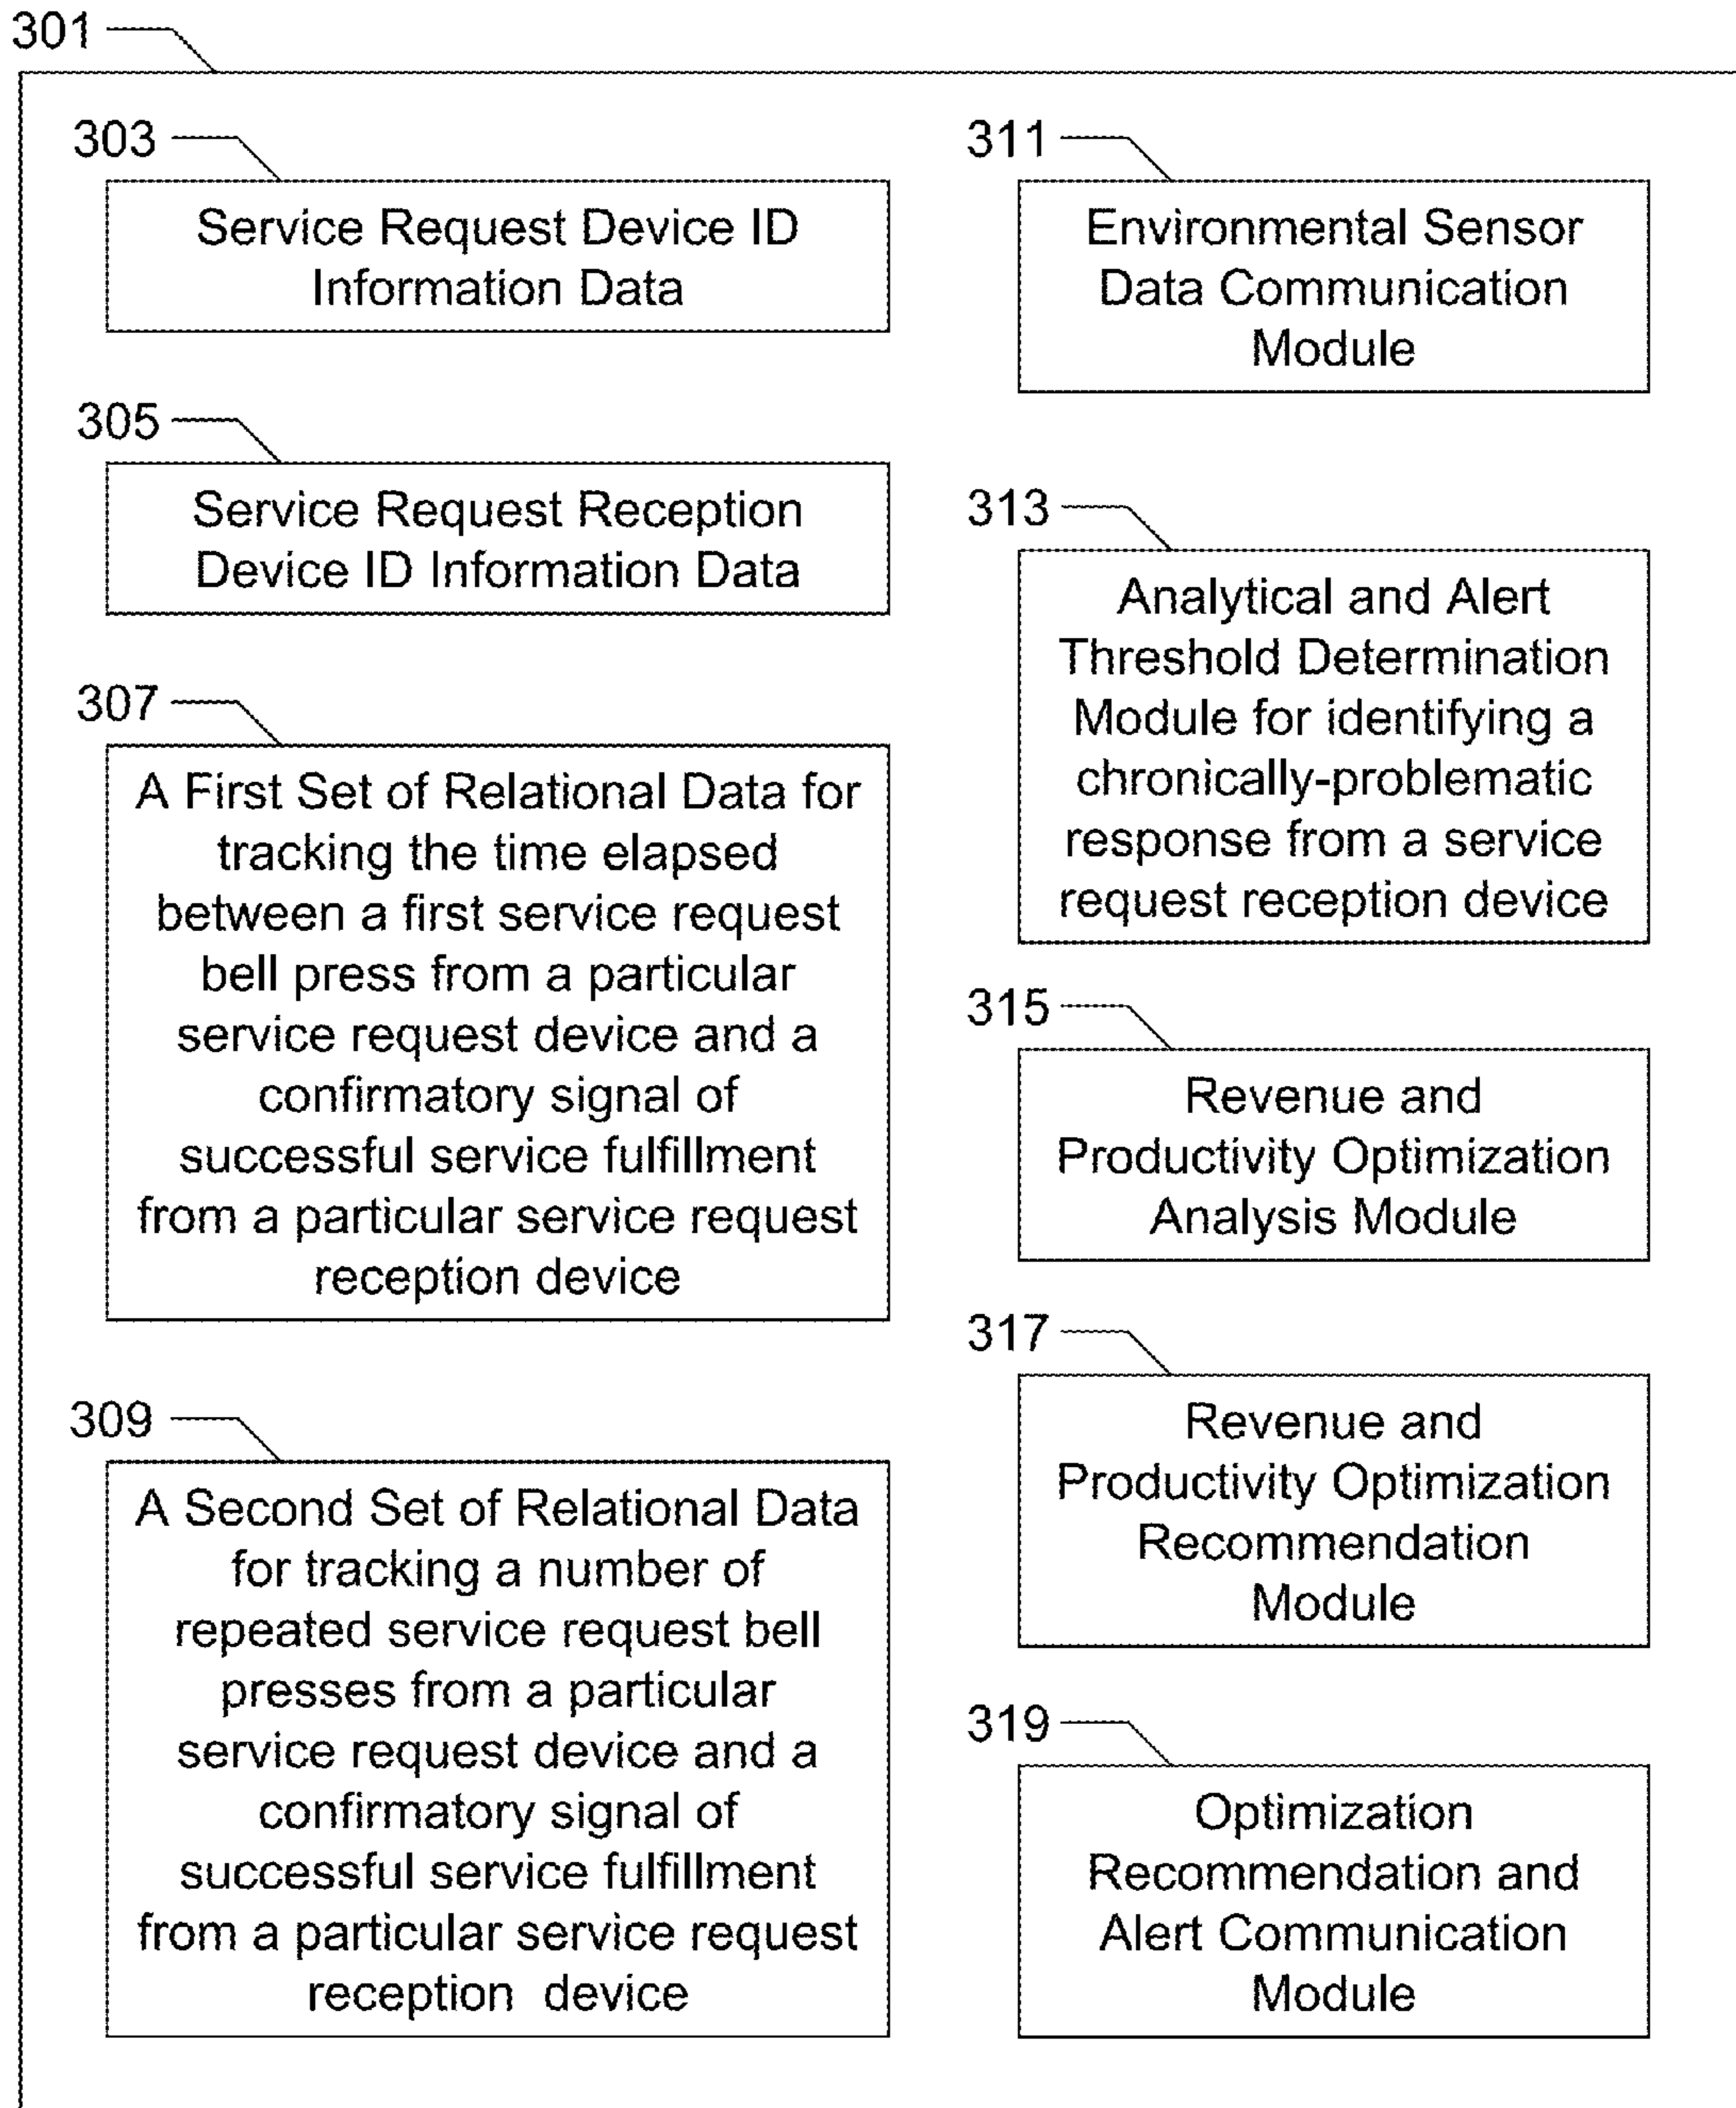 301
303
Service Request Device ID
Information Data
305
Service Request Reception
Device ID Information Data
307
A First Set of Relational Data for
tracking the time elapsed
between a first service request
bell press from a particular
service request device and a
confirmatory signal of
successful service fulfillment
from a particular service request
reception device
309
A Second Set of Relational Data
for tracking a number of
repeated service request bell
presses from a particular
service request device and a
confirmatory signal of
successful service fulfillment
from a particular service request
reception device
311
Environmental Sensor
Data Communication
Module
313
Analytical and Alert
Threshold Determination
Module for identifying a
chronically-problematic
response from a service
request reception device
315
Revenue and
Productivity Optimization
Analysis Module
317
Revenue and
Productivity Optimization
Recommendation
Module
319
Optimization
Recommendation and
Alert Communication
Module